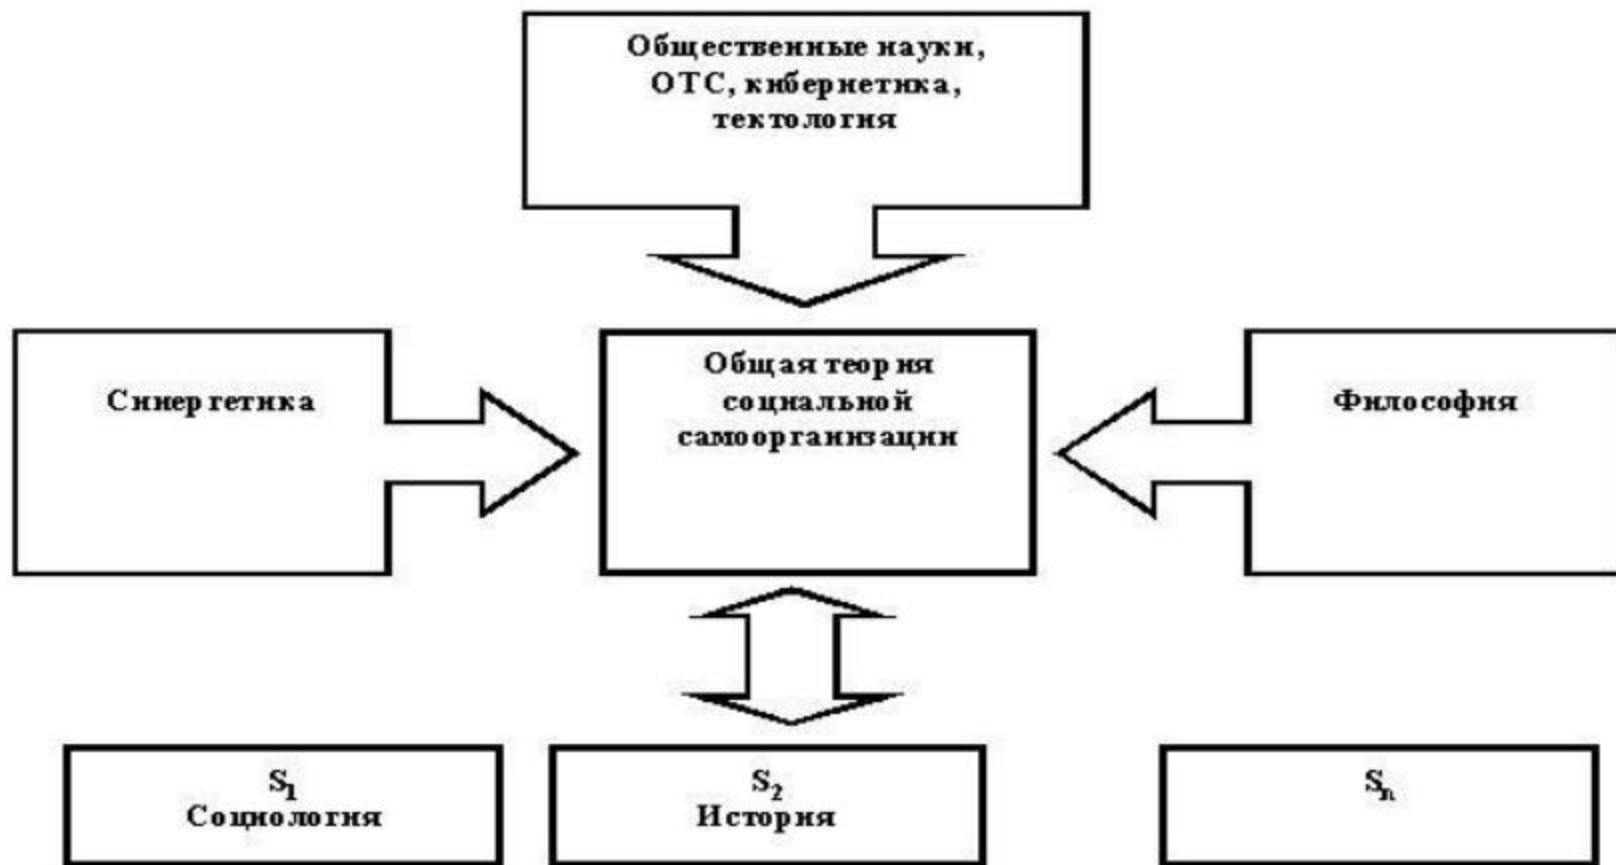 Общественные науки,
ОТС, кибернетика,
тектология
Синергетика
Общая теория
социальной
самоорганизации
Философия
S₁
Социология
S₂
История
Sₙ